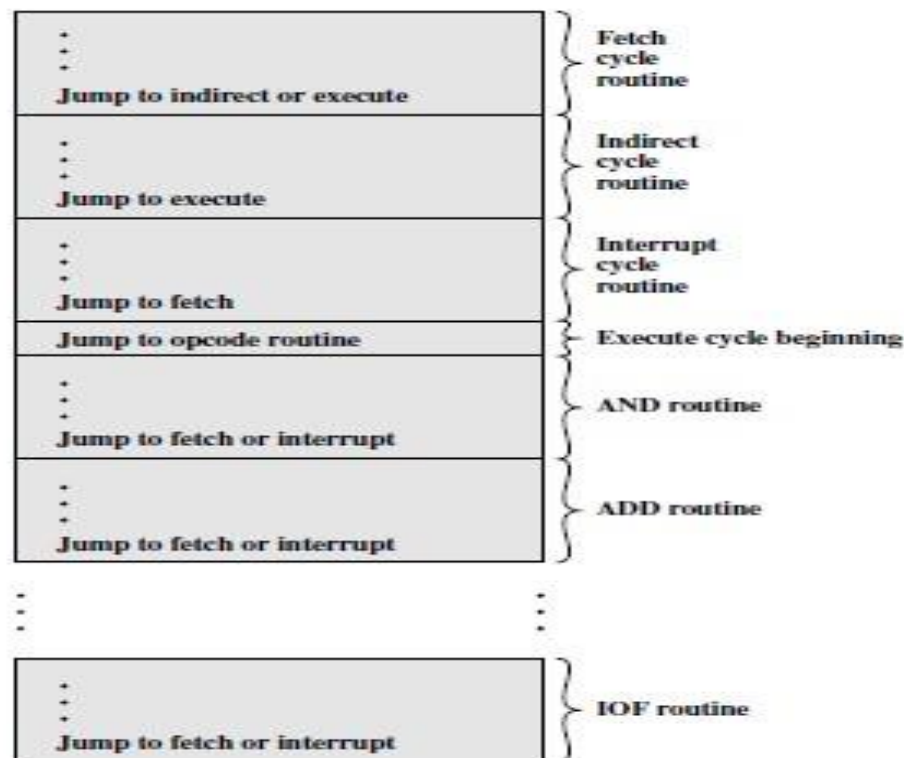 Jump to indirect or execute
Fetch
cycle
routine
Jump to execute
Indirect
cycle
routine
Jump to fetch
Interrupt
cycle
routine
Jump to opcode routine
Execute cycle beginning
Jump to fetch or interrupt
AND routine
Jump to fetch or interrupt
ADD routine
Jump to fetch or interrupt
IOF routine